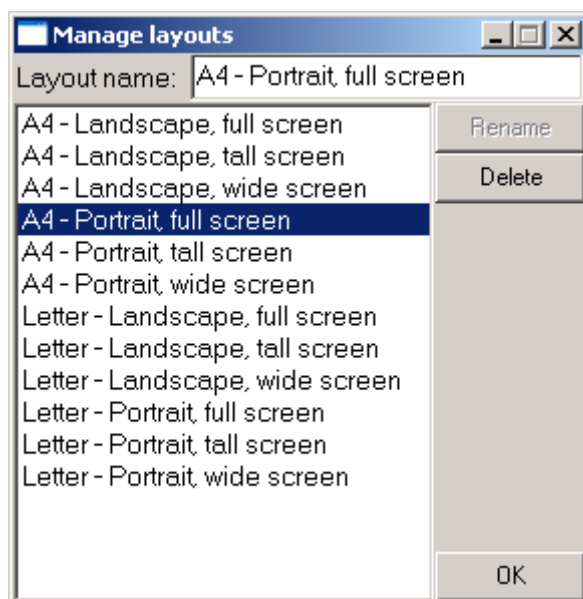 Manage layouts
Layout name: A4 - Portrait, full screen
A4 - Landscape, full screen
Rename
A4 - Landscape, tall screen
Delete
A4 - Landscape, wide screen
A4 - Portrait, full screen
A4 - Portrait, tall screen
A4 - Portrait, wide screen
Letter - Landscape, full screen
Letter - Landscape, tall screen
Letter - Landscape, wide screen
Letter - Portrait, full screen
Letter - Portrait, tall screen
Letter - Portrait, wide screen
OK